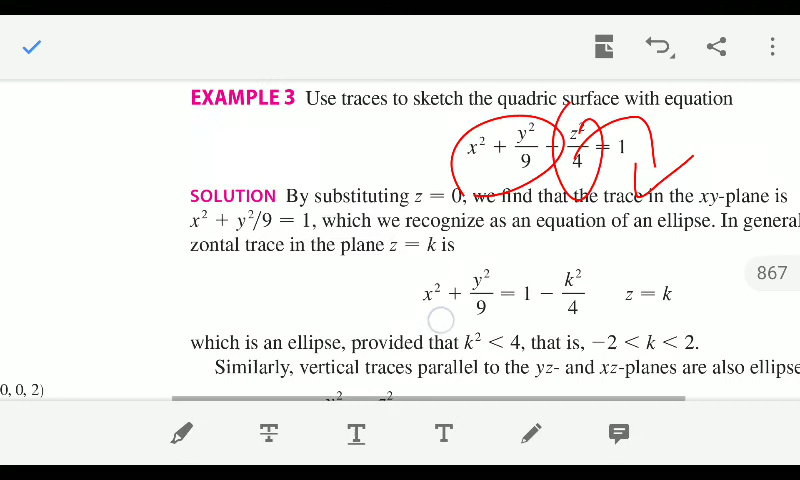 EXAMPLE 3 Use traces to sketch the quadric surface with equation
x² + y²/9 + z²/4 = 1
SOLUTION By substituting z = 0, we find that the trace in the xy-plane is
x² + y²/9 = 1, which we recognize as an equation of an ellipse. In general
zontal trace in the plane z = k is
867
x² + y²/9 = 1 − k²/4 z = k
which is an ellipse, provided that k² < 4, that is, −2 < k < 2.
Similarly, vertical traces parallel to the yz- and xz-planes are also ellipse
0, 0, 2)
T T